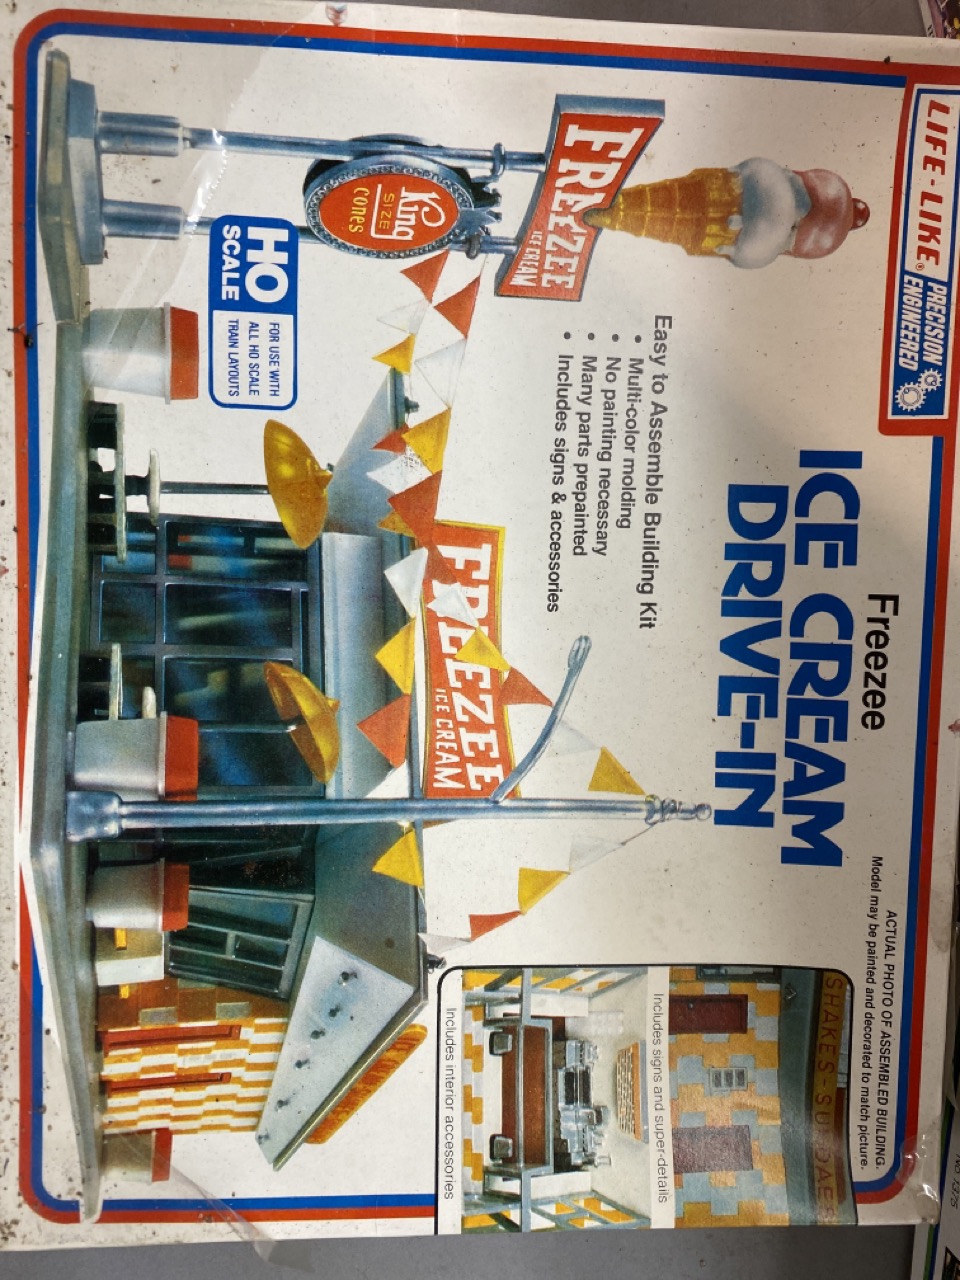 LIFE-LIKE®
PRECISION
ENGINEERED
Freezee
ICE CREAM
DRIVE-IN
ACTUAL PHOTO OF ASSEMBLED BUILDING.
Model may be painted and decorated to match picture.
Easy to Assemble Building Kit
• Multi-color molding
• No painting necessary
• Many parts prepainted
• Includes signs & accessories
FREEZEE
ICE CREAM
King
SIZE
CONES
HO
SCALE
FOR USE WITH
ALL HO SCALE
TRAIN LAYOUTS
FREEZEE
ICE CREAM
SHAKES-SUNDAES
Includes signs and super-details
Includes interior accessories